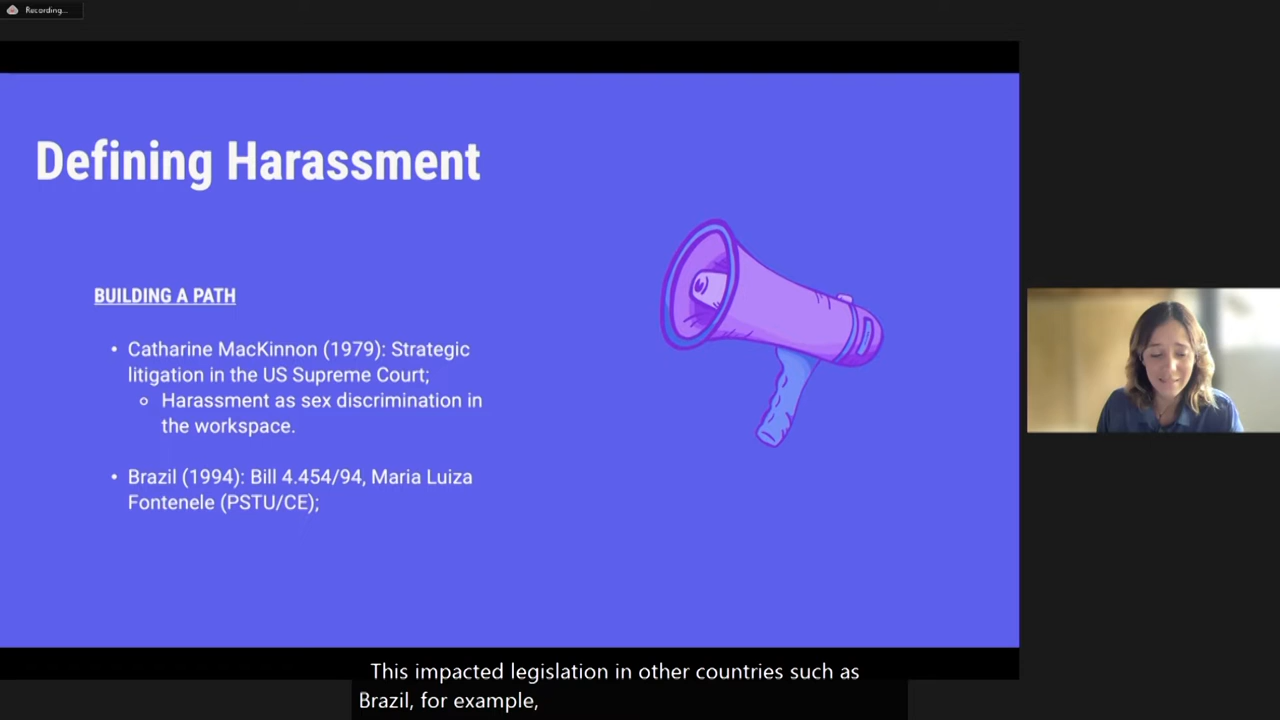 Recording...
Defining Harassment
BUILDING A PATH
• Catharine MacKinnon (1979): Strategic
litigation in the US Supreme Court;
○ Harassment as sex discrimination in
the workspace.
• Brazil (1994): Bill 4.454/94, Maria Luiza
Fontenele (PSTU/CE);
This impacted legislation in other countries such as
Brazil, for example,